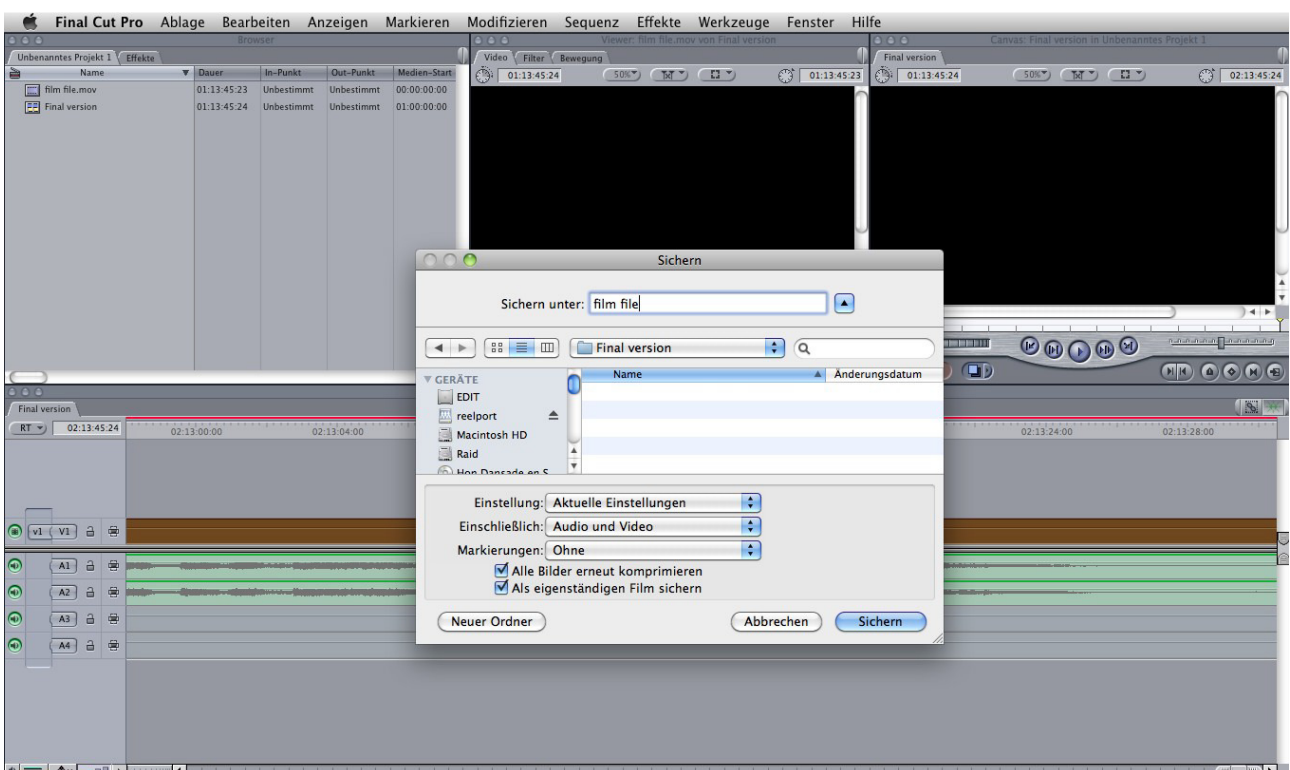 Final Cut Pro Ablage Bearbeiten Anzeigen Markieren Modifizieren Sequenz Effekte Werkzeuge Fenster Hilfe
Browser
Unbenanntes Projekt 1 Effekte
Name Dauer In-Punkt Out-Punkt Medien-Start
film file.mov 01:13:45:23 Unbestimmt Unbestimmt 00:00:00:00
Final version 01:13:45:24 Unbestimmt Unbestimmt 01:00:00:00
Viewer: film file.mov von Final version
Video Filter Bewegung
01:13:45:24 50% 01:13:45:23
Canvas: Final version in Unbenanntes Projekt 1
Final version
01:13:45:24 50% 02:13:45:24
Sichern
Sichern unter: film file
Final version
GERÄTE
EDIT
reelport
Macintosh HD
Raid
Hon Dansade en S
Name Änderungsdatum
Einstellung: Aktuelle Einstellungen
Einschließlich: Audio und Video
Markierungen: Ohne
Alle Bilder erneut komprimieren
Als eigenständigen Film sichern
Neuer Ordner Abbrechen Sichern
Final version
RT 02:13:45:24 02:13:00:00 02:13:04:00 02:13:24:00 02:13:28:00
v1 V1
A1
A2
A3
A4